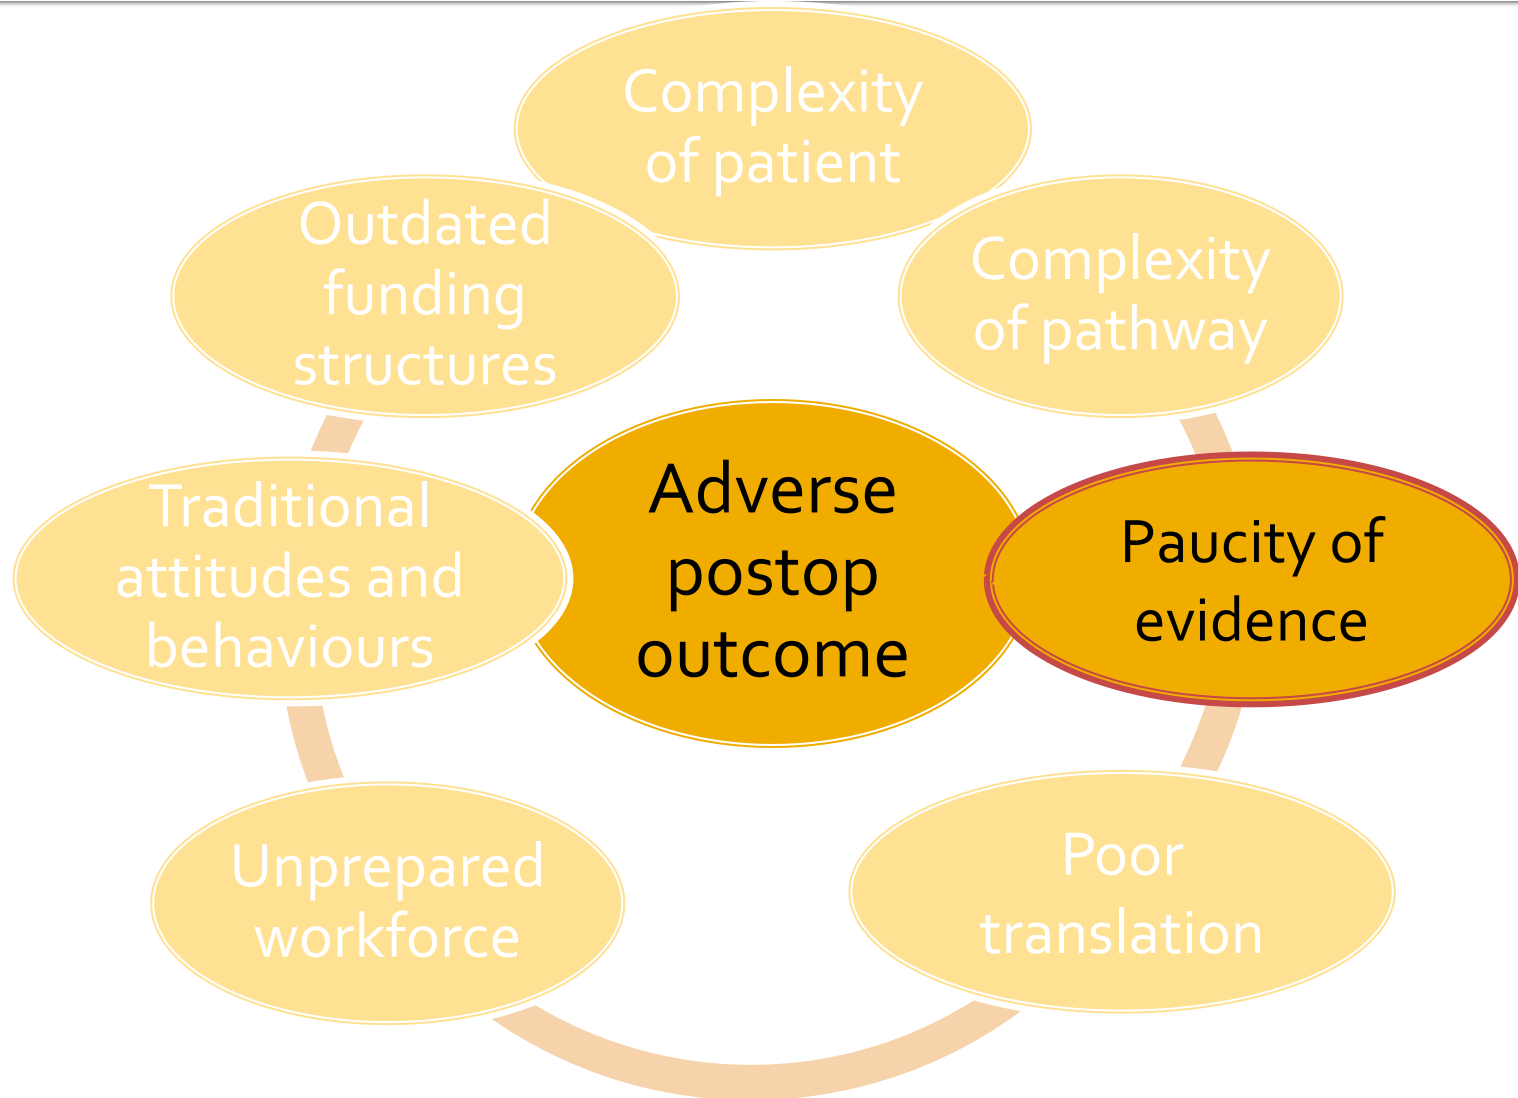 Complexity
of patient
Outdated
funding
structures
Complexity
of pathway
Traditional
attitudes and
behaviours
Adverse
postop
outcome
Paucity of
evidence
Unprepared
workforce
Poor
translation